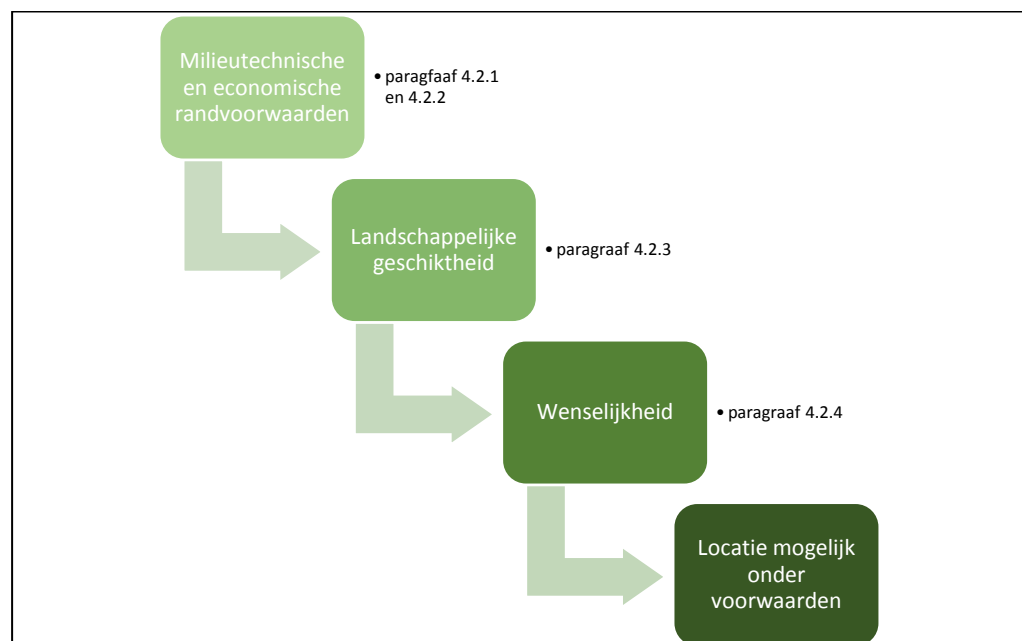 Milieutechnische
en economische
randvoorwaarden
• paragfaaf 4.2.1
en 4.2.2
Landschappelijke
geschiktheid
• paragraaf 4.2.3
Wenselijkheid
• paragraaf 4.2.4
Locatie mogelijk
onder
voorwaarden